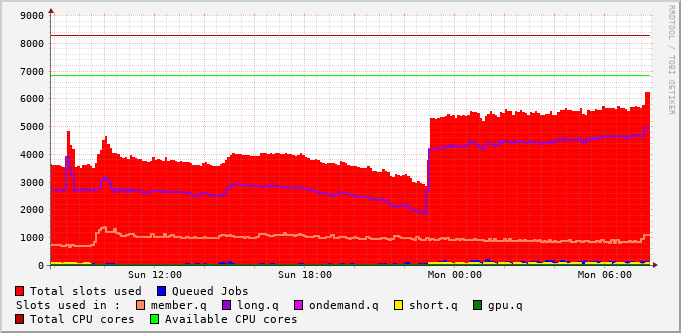 RRDTOOL / TOBI OETIKER
9000
8000
7000
6000
5000
4000
3000
2000
1000
0
Sun 12:00 Sun 18:00 Mon 00:00 Mon 06:00
Total slots used Queued Jobs
Slots used in : member.q long.q ondemand.q short.q gpu.q
Total CPU cores Available CPU cores